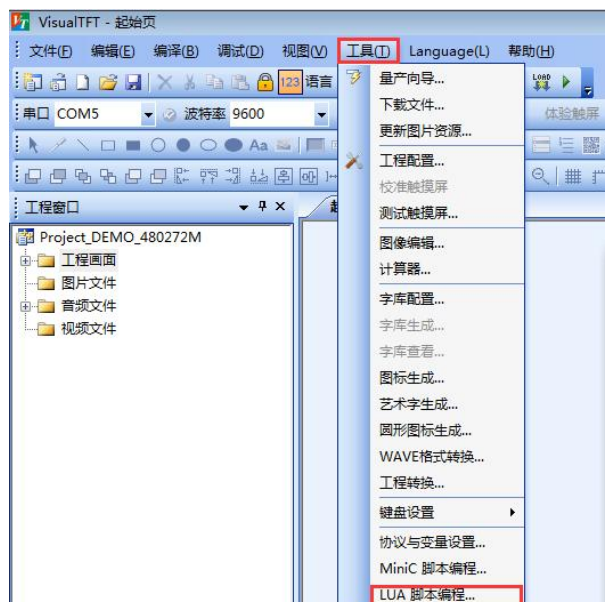 VisualTFT - 起始页
文件(F) 编辑(E) 编译(B) 调试(D) 视图(V) 工具(T) Language(L) 帮助(H)
123 语言 LOAD
串口 COM5 波特率 9600 体验触屏
Aa
工程窗口
Project_DEMO_480272M
工程画面
图片文件
音频文件
视频文件
量产向导...
下载文件...
更新图片资源...
工程配置...
校准触摸屏
测试触摸屏...
图像编辑...
计算器...
字库配置...
字库生成...
字库查看...
图标生成...
艺术字生成...
圆形图标生成...
WAVE格式转换...
工程转换...
键盘设置
协议与变量设置...
MiniC 脚本编程...
LUA 脚本编程...